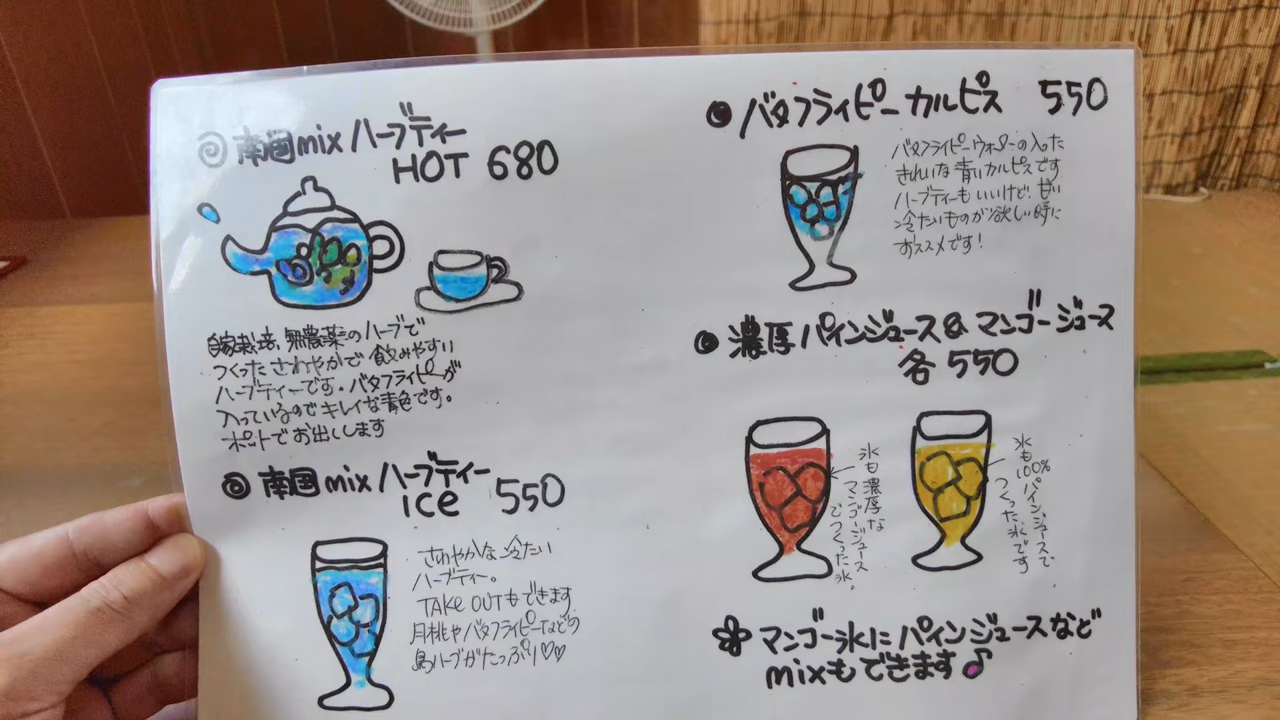 ◎ 南国mixハーブティー
HOT 680
自家栽培、無農薬のハーブで
つくったさわやかで飲みやすい
ハーブティーです。バタフライピーが
入っているのでキレイな青色です。
ポットでお出しします
◎ 南国mixハーブティー
ice 550
さわやかな冷たい
ハーブティー。
TAKE OUTもできます
月桃やバタフライピーなどの
島ハーブがたっぷり♡♡
◎ バタフライピーカルピス 550
バタフライピーウォーターの入った
きれいな青いカルピスです
ハーブティーもいいけど、甘い
冷たいものが欲しい時に
おススメです!
◎ 濃厚パインジュース&マンゴージュース
各550
氷も濃厚な
マンゴージュース
でつくった氷。
氷も100%
パインジュースで
つくった氷です
マンゴー氷にパインジュースなど
mixもできます♪